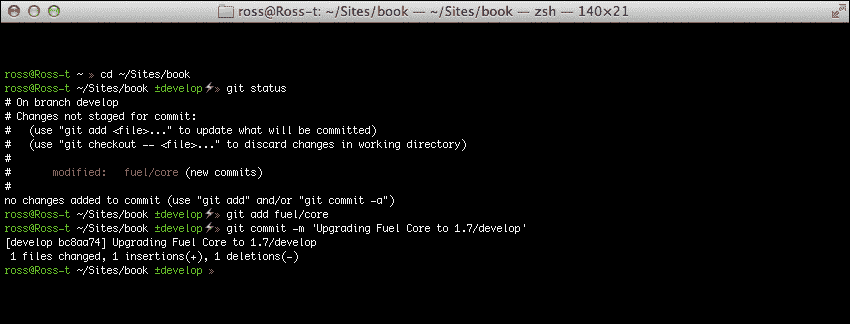 ross@Ross-t: ~/Sites/book — ~/Sites/book — zsh — 140×21
ross@Ross-t ~ » cd ~/Sites/book
ross@Ross-t ~/Sites/book ±develop⚡» git status
# On branch develop
# Changes not staged for commit:
#   (use "git add <file>..." to update what will be committed)
#   (use "git checkout -- <file>..." to discard changes in working directory)
#
#       modified:   fuel/core (new commits)
#
no changes added to commit (use "git add" and/or "git commit -a")
ross@Ross-t ~/Sites/book ±develop⚡» git add fuel/core
ross@Ross-t ~/Sites/book ±develop⚡» git commit -m 'Upgrading Fuel Core to 1.7/develop'
[develop bc8aa74] Upgrading Fuel Core to 1.7/develop
 1 files changed, 1 insertions(+), 1 deletions(-)
ross@Ross-t ~/Sites/book ±develop »